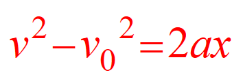 v² − v₀² = 2ax